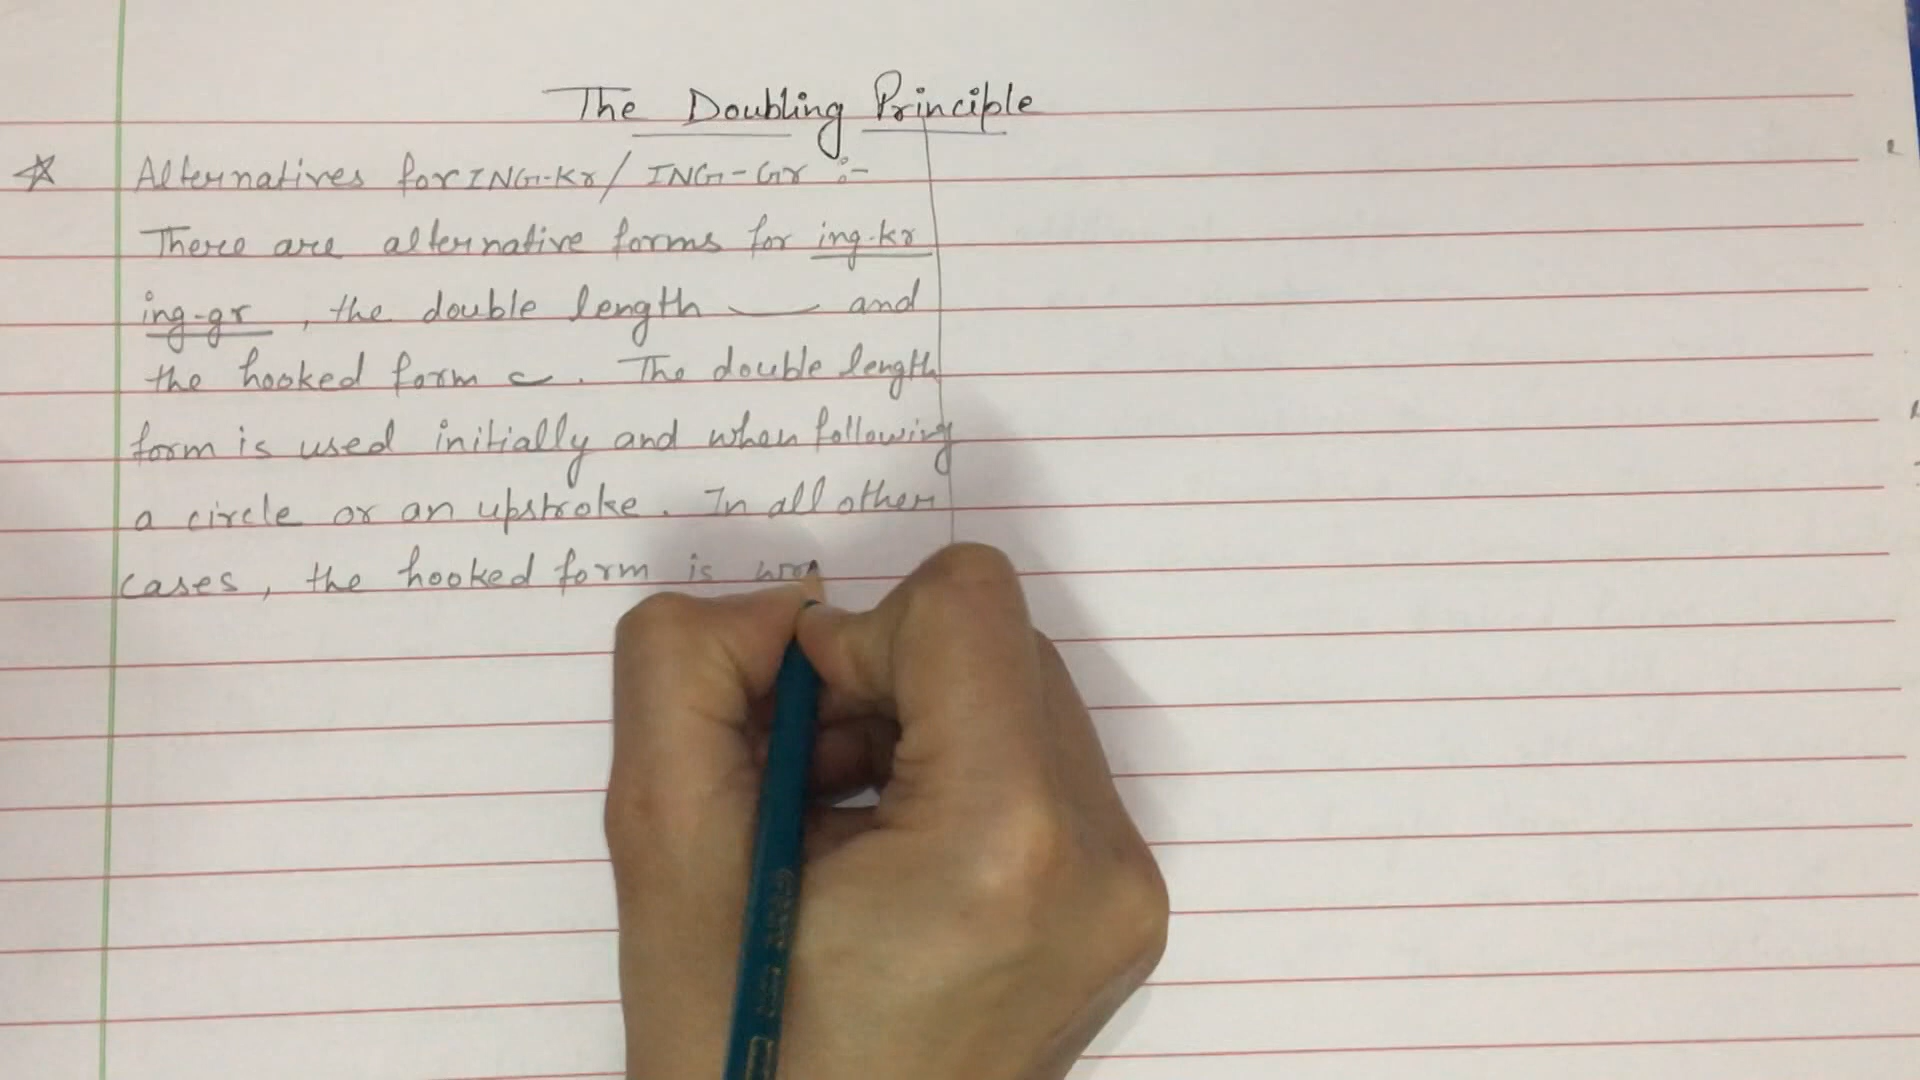 The Doubling Principle
☆ Alternatives for ING-Kr / ING-Gr :-
There are alternative forms for ing-kr
ing-gr, the double length and
the hooked form. The double length
form is used initially and when following
a circle or an upstroke. In all other
cases, the hooked form is